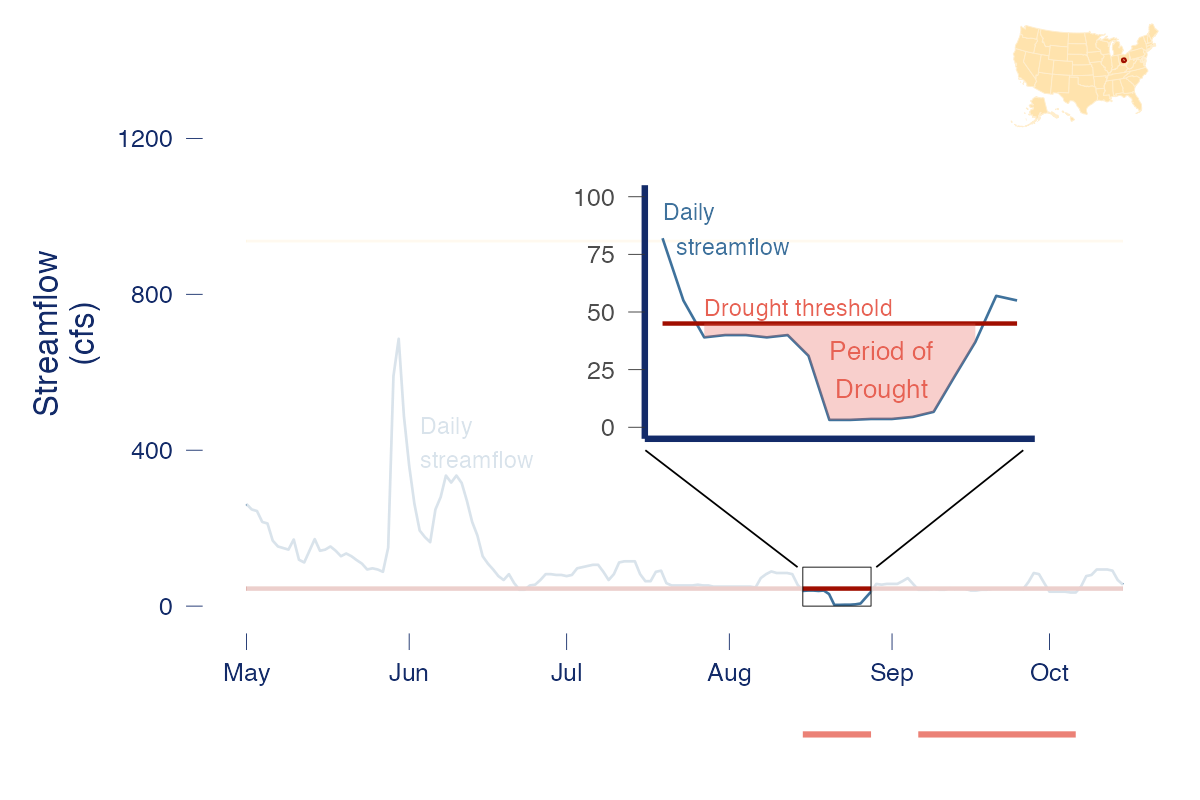 1200
800
400
0
Streamflow
(cfs)
May
Jun
Jul
Aug
Sep
Oct
Daily
streamflow
100
75
50
25
0
Daily
streamflow
Drought threshold
Period of
Drought